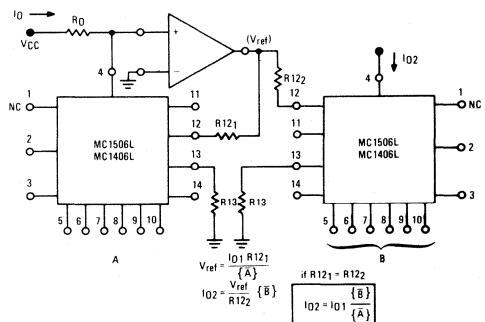 IO → RO
VCC
+
−
(Vref)
R12₂
IO2
4
4
1
NC
11
12
R12₁
MC1506L
MC1406L
2
13
3
14
R13
R13
5 6 7 8 9 10
A
12
11
13
14
MC1506L
MC1406L
1
NC
2
3
5 6 7 8 9 10
B
Vref = IO1 R12₁ / {A̅}
IO2 = Vref / R12₂ {B̅}
if R12₁ = R12₂
IO2 = IO1 {B̅} / {A̅}